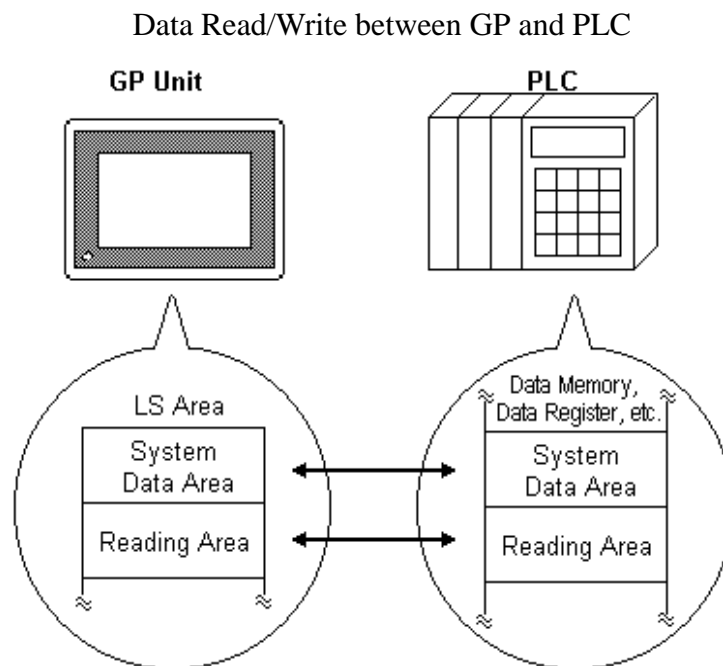 Data Read/Write between GP and PLC
GP Unit
PLC
LS Area
System
Data Area
Reading Area
Data Memory,
Data Register, etc.
System
Data Area
Reading Area